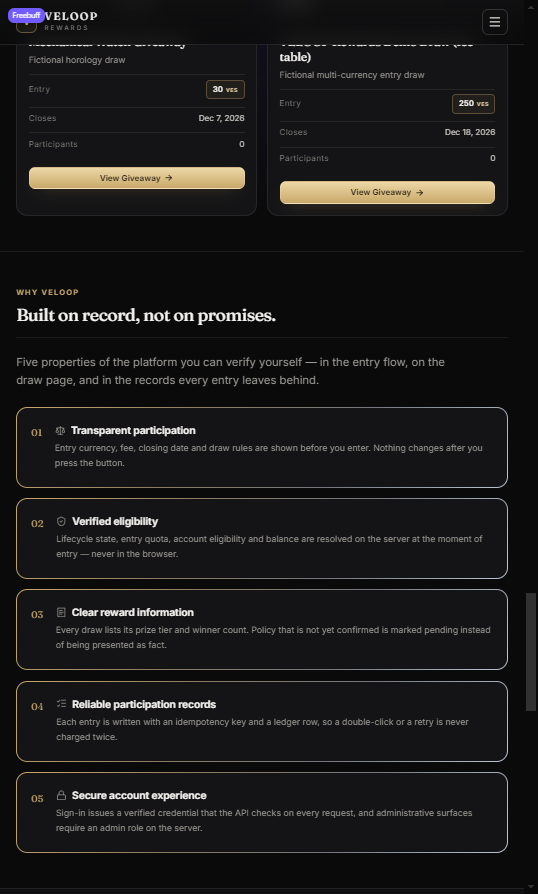 Freebuff
VELOOP
REWARDS
Mechanical Watch Giveaway
table)
Fictional horology draw
Fictional multi-currency entry draw
Entry
30 VES
Entry
250 VES
Closes
Dec 7, 2026
Closes
Dec 18, 2026
Participants
0
Participants
0
View Giveaway →
View Giveaway →
WHY VELOOP
Built on record, not on promises.
Five properties of the platform you can verify yourself — in the entry flow, on the
draw page, and in the records every entry leaves behind.
01
Transparent participation
Entry currency, fee, closing date and draw rules are shown before you enter. Nothing changes after you
press the button.
02
Verified eligibility
Lifecycle state, entry quota, account eligibility and balance are resolved on the server at the moment of
entry — never in the browser.
03
Clear reward information
Every draw lists its prize tier and winner count. Policy that is not yet confirmed is marked pending instead
of being presented as fact.
04
Reliable participation records
Each entry is written with an idempotency key and a ledger row, so a double-click or a retry is never
charged twice.
05
Secure account experience
Sign-in issues a verified credential that the API checks on every request, and administrative surfaces
require an admin role on the server.